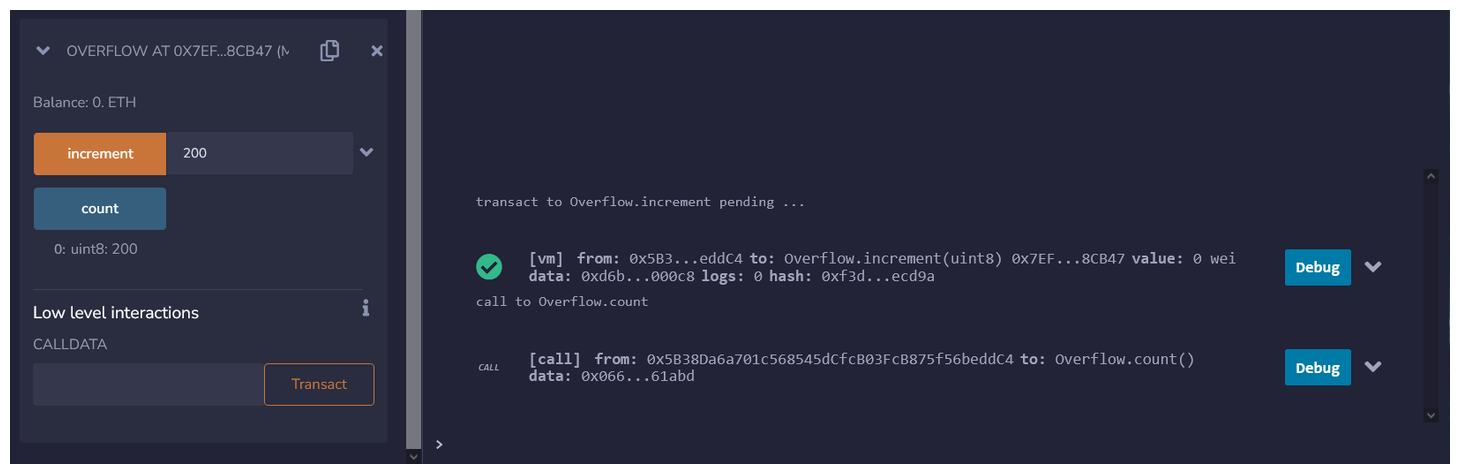 OVERFLOW AT 0X7EF...8CB47 (M
Balance: 0. ETH
increment 200
count
0: uint8: 200
Low level interactions
CALLDATA
Transact
transact to Overflow.increment pending ...
[vm] from: 0x5B3...eddC4 to: Overflow.increment(uint8) 0x7EF...8CB47 value: 0 wei
data: 0xd6b...000c8 logs: 0 hash: 0xf3d...ecd9a
Debug
call to Overflow.count
CALL
[call] from: 0x5B38Da6a701c568545dCfcB03FcB875f56beddC4 to: Overflow.count()
data: 0x066...61abd
Debug
>